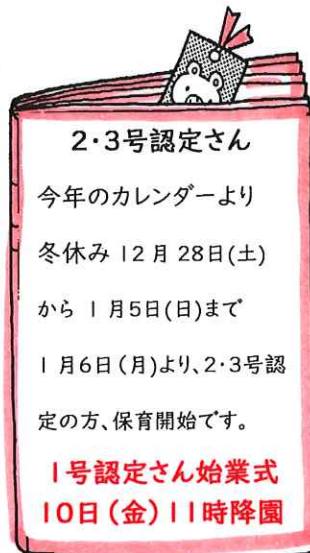 2・3号認定さん
今年のカレンダーより
冬休み 12月 28日(土)
から 1月5日(日)まで
1月6日(月)より、2・3号認
定の方、保育開始です。
1号認定さん始業式
10日(金)11時降園